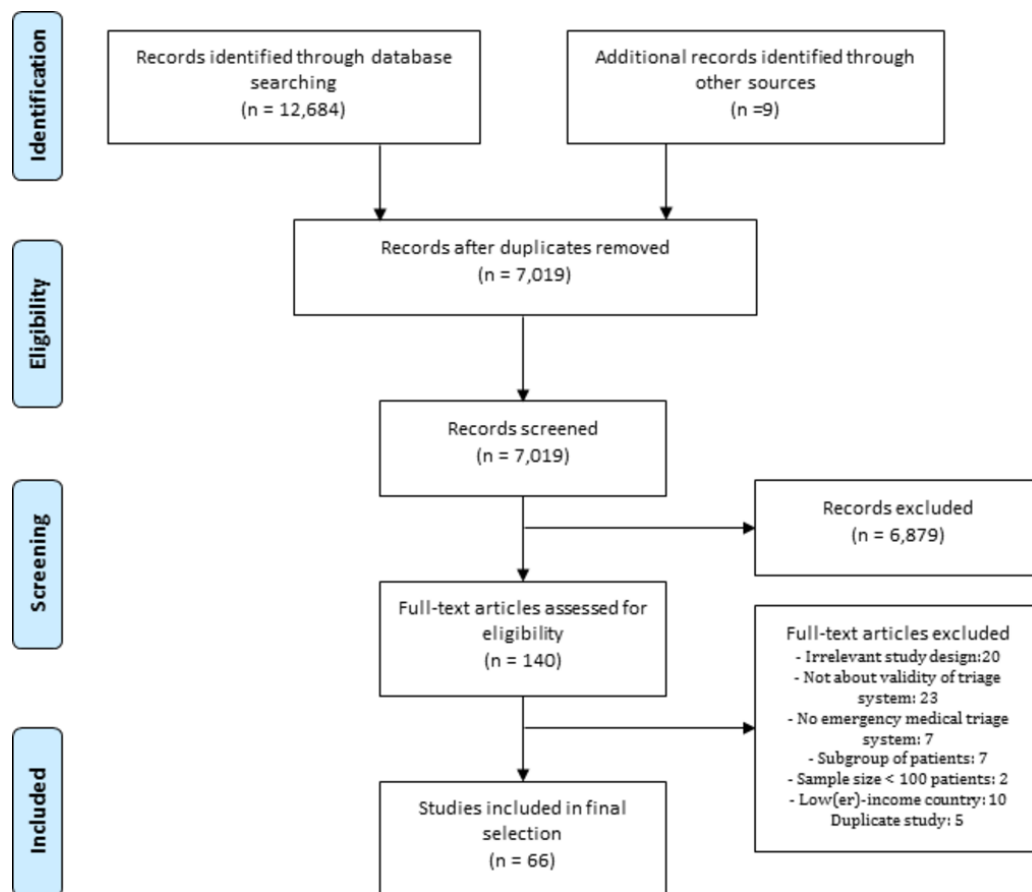 Identification
Records identified through database
searching
(n = 12,684)
Additional records identified through
other sources
(n =9)
Eligibility
Records after duplicates removed
(n = 7,019)
Records screened
(n = 7,019)
Screening
Records excluded
(n = 6,879)
Full-text articles assessed for
eligibility
(n = 140)
Full-text articles excluded
- Irrelevant study design:20
- Not about validity of triage
system: 23
- No emergency medical triage
system: 7
- Subgroup of patients: 7
- Sample size < 100 patients: 2
- Low(er)-income country: 10
Duplicate study: 5
Included
Studies included in final
selection
(n = 66)